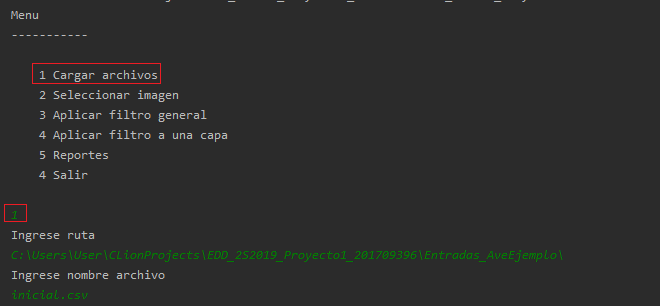 Menu
-----------
1 Cargar archivos
2 Seleccionar imagen
3 Aplicar filtro general
4 Aplicar filtro a una capa
5 Reportes
4 Salir
1
Ingrese ruta
C:\Users\User\CLionProjects\EDD_2S2019_Proyecto1_201709396\Entradas_AveEjemplo\
Ingrese nombre archivo
inicial.csv